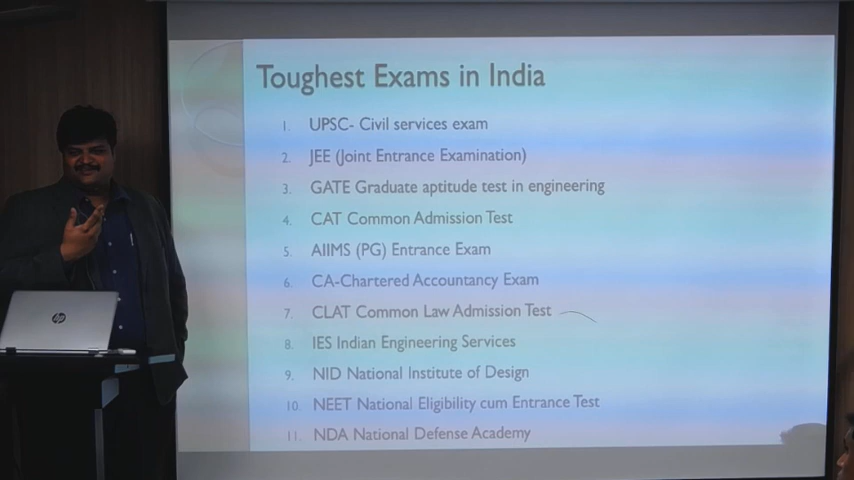 Toughest Exams in India
1. UPSC- Civil services exam
2. JEE (Joint Entrance Examination)
3. GATE Graduate aptitude test in engineering
4. CAT Common Admission Test
5. AIIMS (PG) Entrance Exam
6. CA-Chartered Accountancy Exam
7. CLAT Common Law Admission Test
8. IES Indian Engineering Services
9. NID National Institute of Design
10. NEET National Eligibility cum Entrance Test
11. NDA National Defense Academy
hp